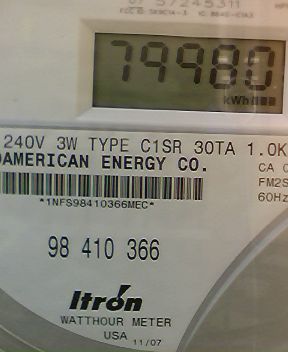 57245311
79980
kWh
240V 3W TYPE C1SR 30TA 1.0K
AMERICAN ENERGY CO.
CA
*1NFS98410366MEC*
FM2S
60Hz
98 410 366
Itron
WATTHOUR METER
USA 11/07